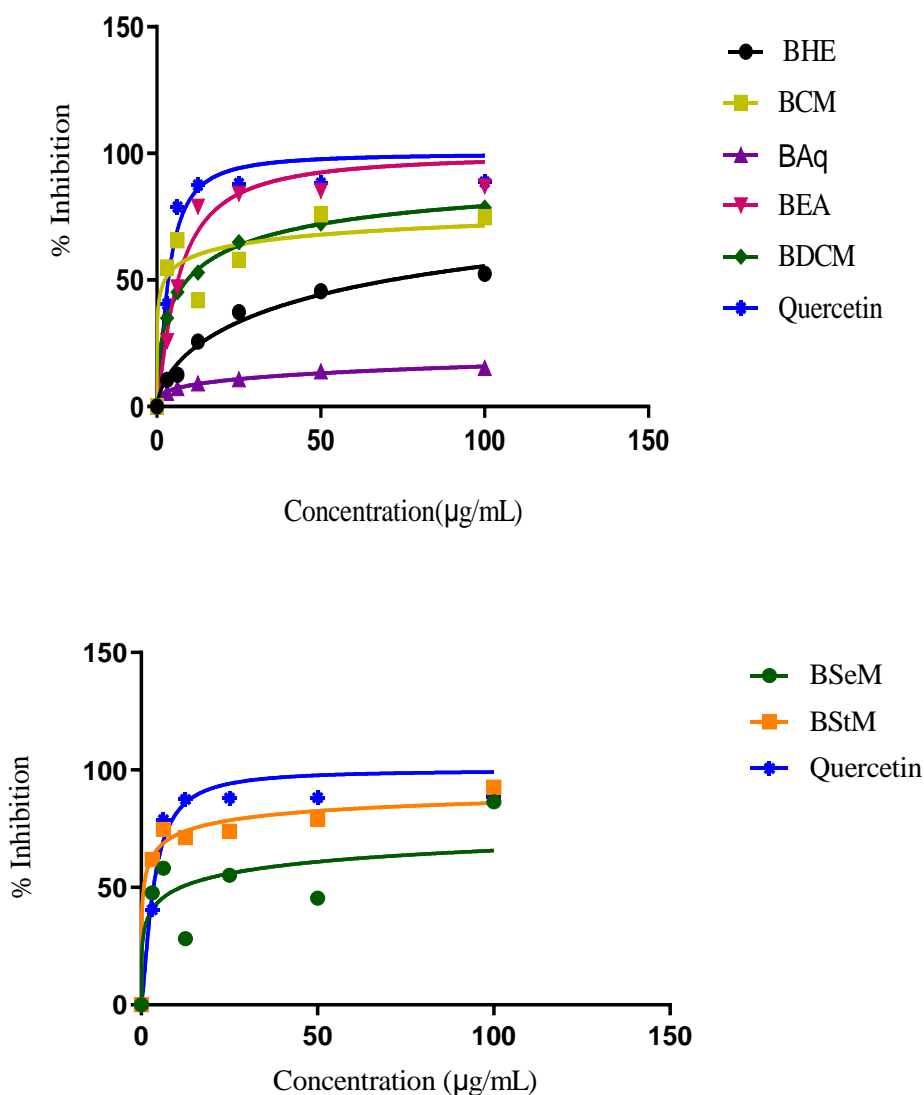 150
100
50
0
% Inhibition
0
50
100
150
Concentration(µg/mL)
BHE
BCM
BAq
BEA
BDCM
Quercetin
150
100
50
0
% Inhibition
0
50
100
150
Concentration (µg/mL)
BSeM
BStM
Quercetin